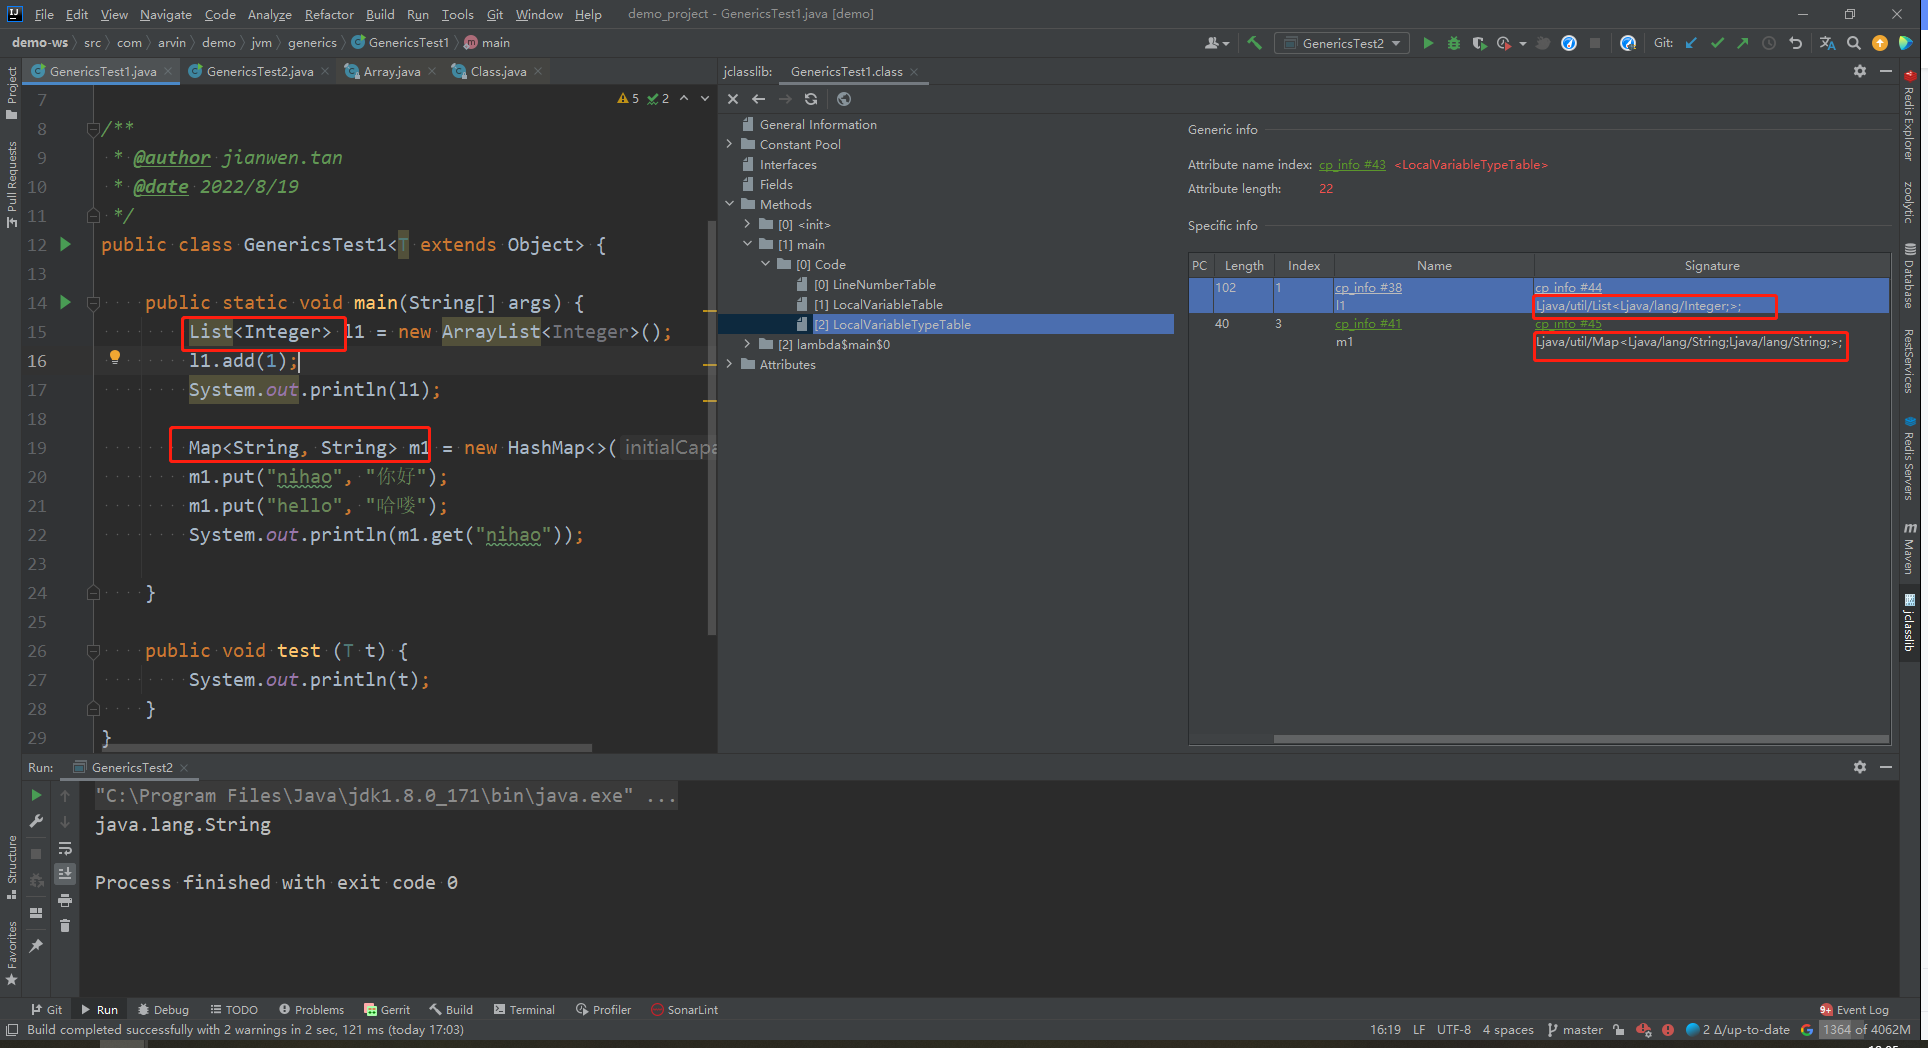 File Edit View Navigate Code Analyze Refactor Build Run Tools Git Window Help demo_project - GenericsTest1.java [demo]
demo-ws src com arvin demo jvm generics GenericsTest1 main
GenericsTest2
Git:
GenericsTest1.java GenericsTest2.java Array.java Class.java
jclasslib: GenericsTest1.class
5 2
7
8 /**
9 * @author jianwen.tan
10 * @date 2022/8/19
11 */
12 public class GenericsTest1<T extends Object> {
13
14 public static void main(String[] args) {
15 List<Integer> l1 = new ArrayList<Integer>();
16 l1.add(1);
17 System.out.println(l1);
18
19 Map<String, String> m1 = new HashMap<>( initialCapa
20 m1.put("nihao", "你好");
21 m1.put("hello", "哈喽");
22 System.out.println(m1.get("nihao"));
23
24 }
25
26 public void test (T t) {
27 System.out.println(t);
28 }
29 }
General Information
Constant Pool
Interfaces
Fields
Methods
[0] <init>
[1] main
[0] Code
[0] LineNumberTable
[1] LocalVariableTable
[2] LocalVariableTypeTable
[2] lambda$main$0
Attributes
Generic info
Attribute name index: cp_info #43 <LocalVariableTypeTable>
Attribute length: 22
Specific info
PC Length Index Name Signature
102 1 cp_info #38 cp_info #44
l1 Ljava/util/List<Ljava/lang/Integer;>;
40 3 cp_info #41 cp_info #45
m1 Ljava/util/Map<Ljava/lang/String;Ljava/lang/String;>;
Project
Pull Requests
Structure
Favorites
Redis Explorer
zoolytic
Database
RestServices
Redis Servers
Maven
jclasslib
Run: GenericsTest2
"C:\Program Files\Java\jdk1.8.0_171\bin\java.exe" ...
java.lang.String
Process finished with exit code 0
Git Run Debug TODO Problems Gerrit Build Terminal Profiler SonarLint
9+ Event Log
Build completed successfully with 2 warnings in 2 sec, 121 ms (today 17:03)
16:19 LF UTF-8 4 spaces master 2 Δ/up-to-date 1364 of 4062M